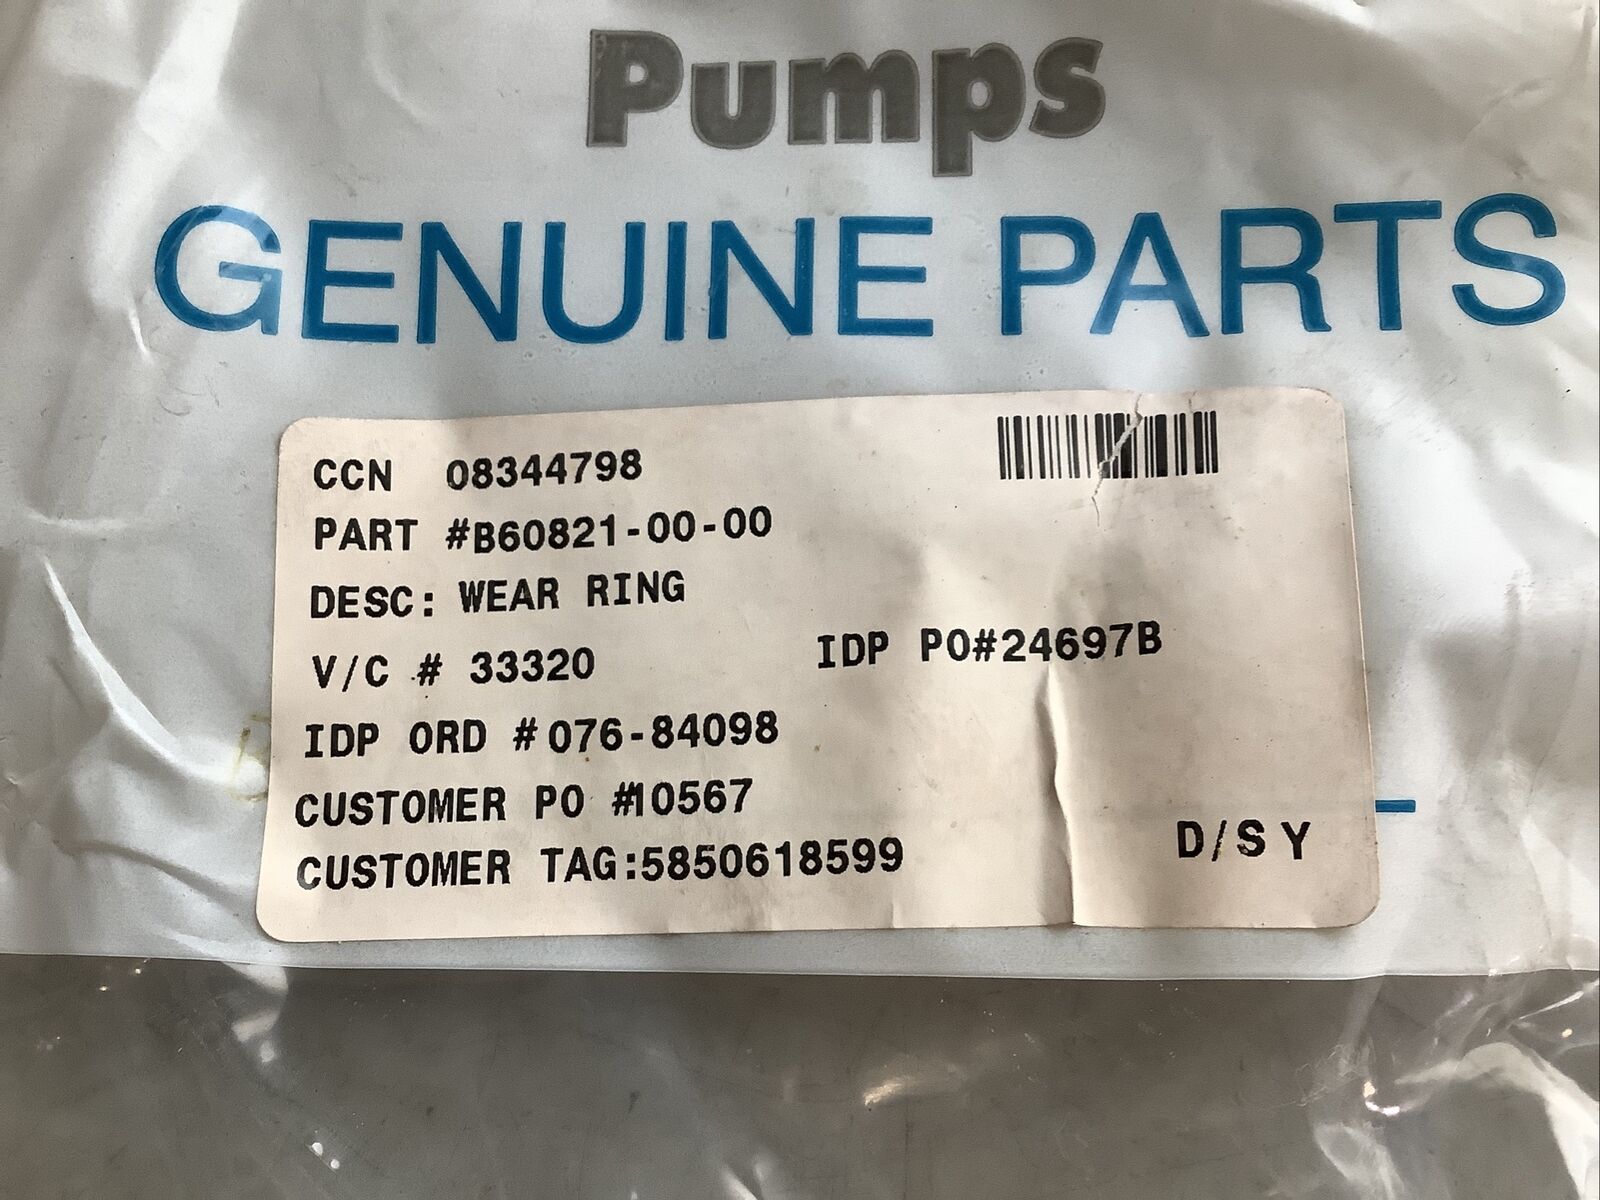 Pumps
GENUINE PARTS
CCN 08344798
PART #B60821-00-00
DESC: WEAR RING
V/C # 33320 IDP PO#24697B
IDP ORD #076-84098
CUSTOMER PO #10567
CUSTOMER TAG:5850618599 D/S Y